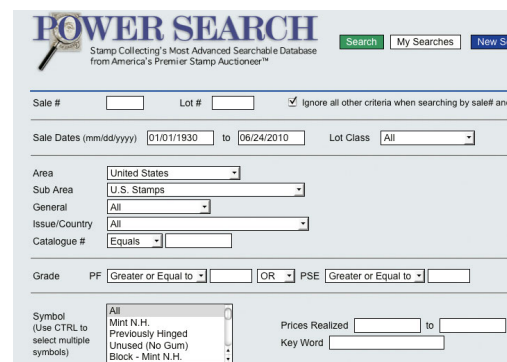 POWER SEARCH
Stamp Collecting's Most Advanced Searchable Database
from America's Premier Stamp Auctioneer™
Search My Searches New
Sale # Lot # Ignore all other criteria when searching by sale#
Sale Dates (mm/dd/yyyy) 01/01/1930 to 06/24/2010 Lot Class All
Area United States
Sub Area U.S. Stamps
General All
Issue/Country All
Catalogue # Equals
Grade PF Greater or Equal to OR PSE Greater or Equal to
Symbol
(Use CTRL to
select multiple
symbols)
All
Mint N.H.
Previously Hinged
Unused (No Gum)
Block - Mint N.H.
Prices Realized to
Key Word